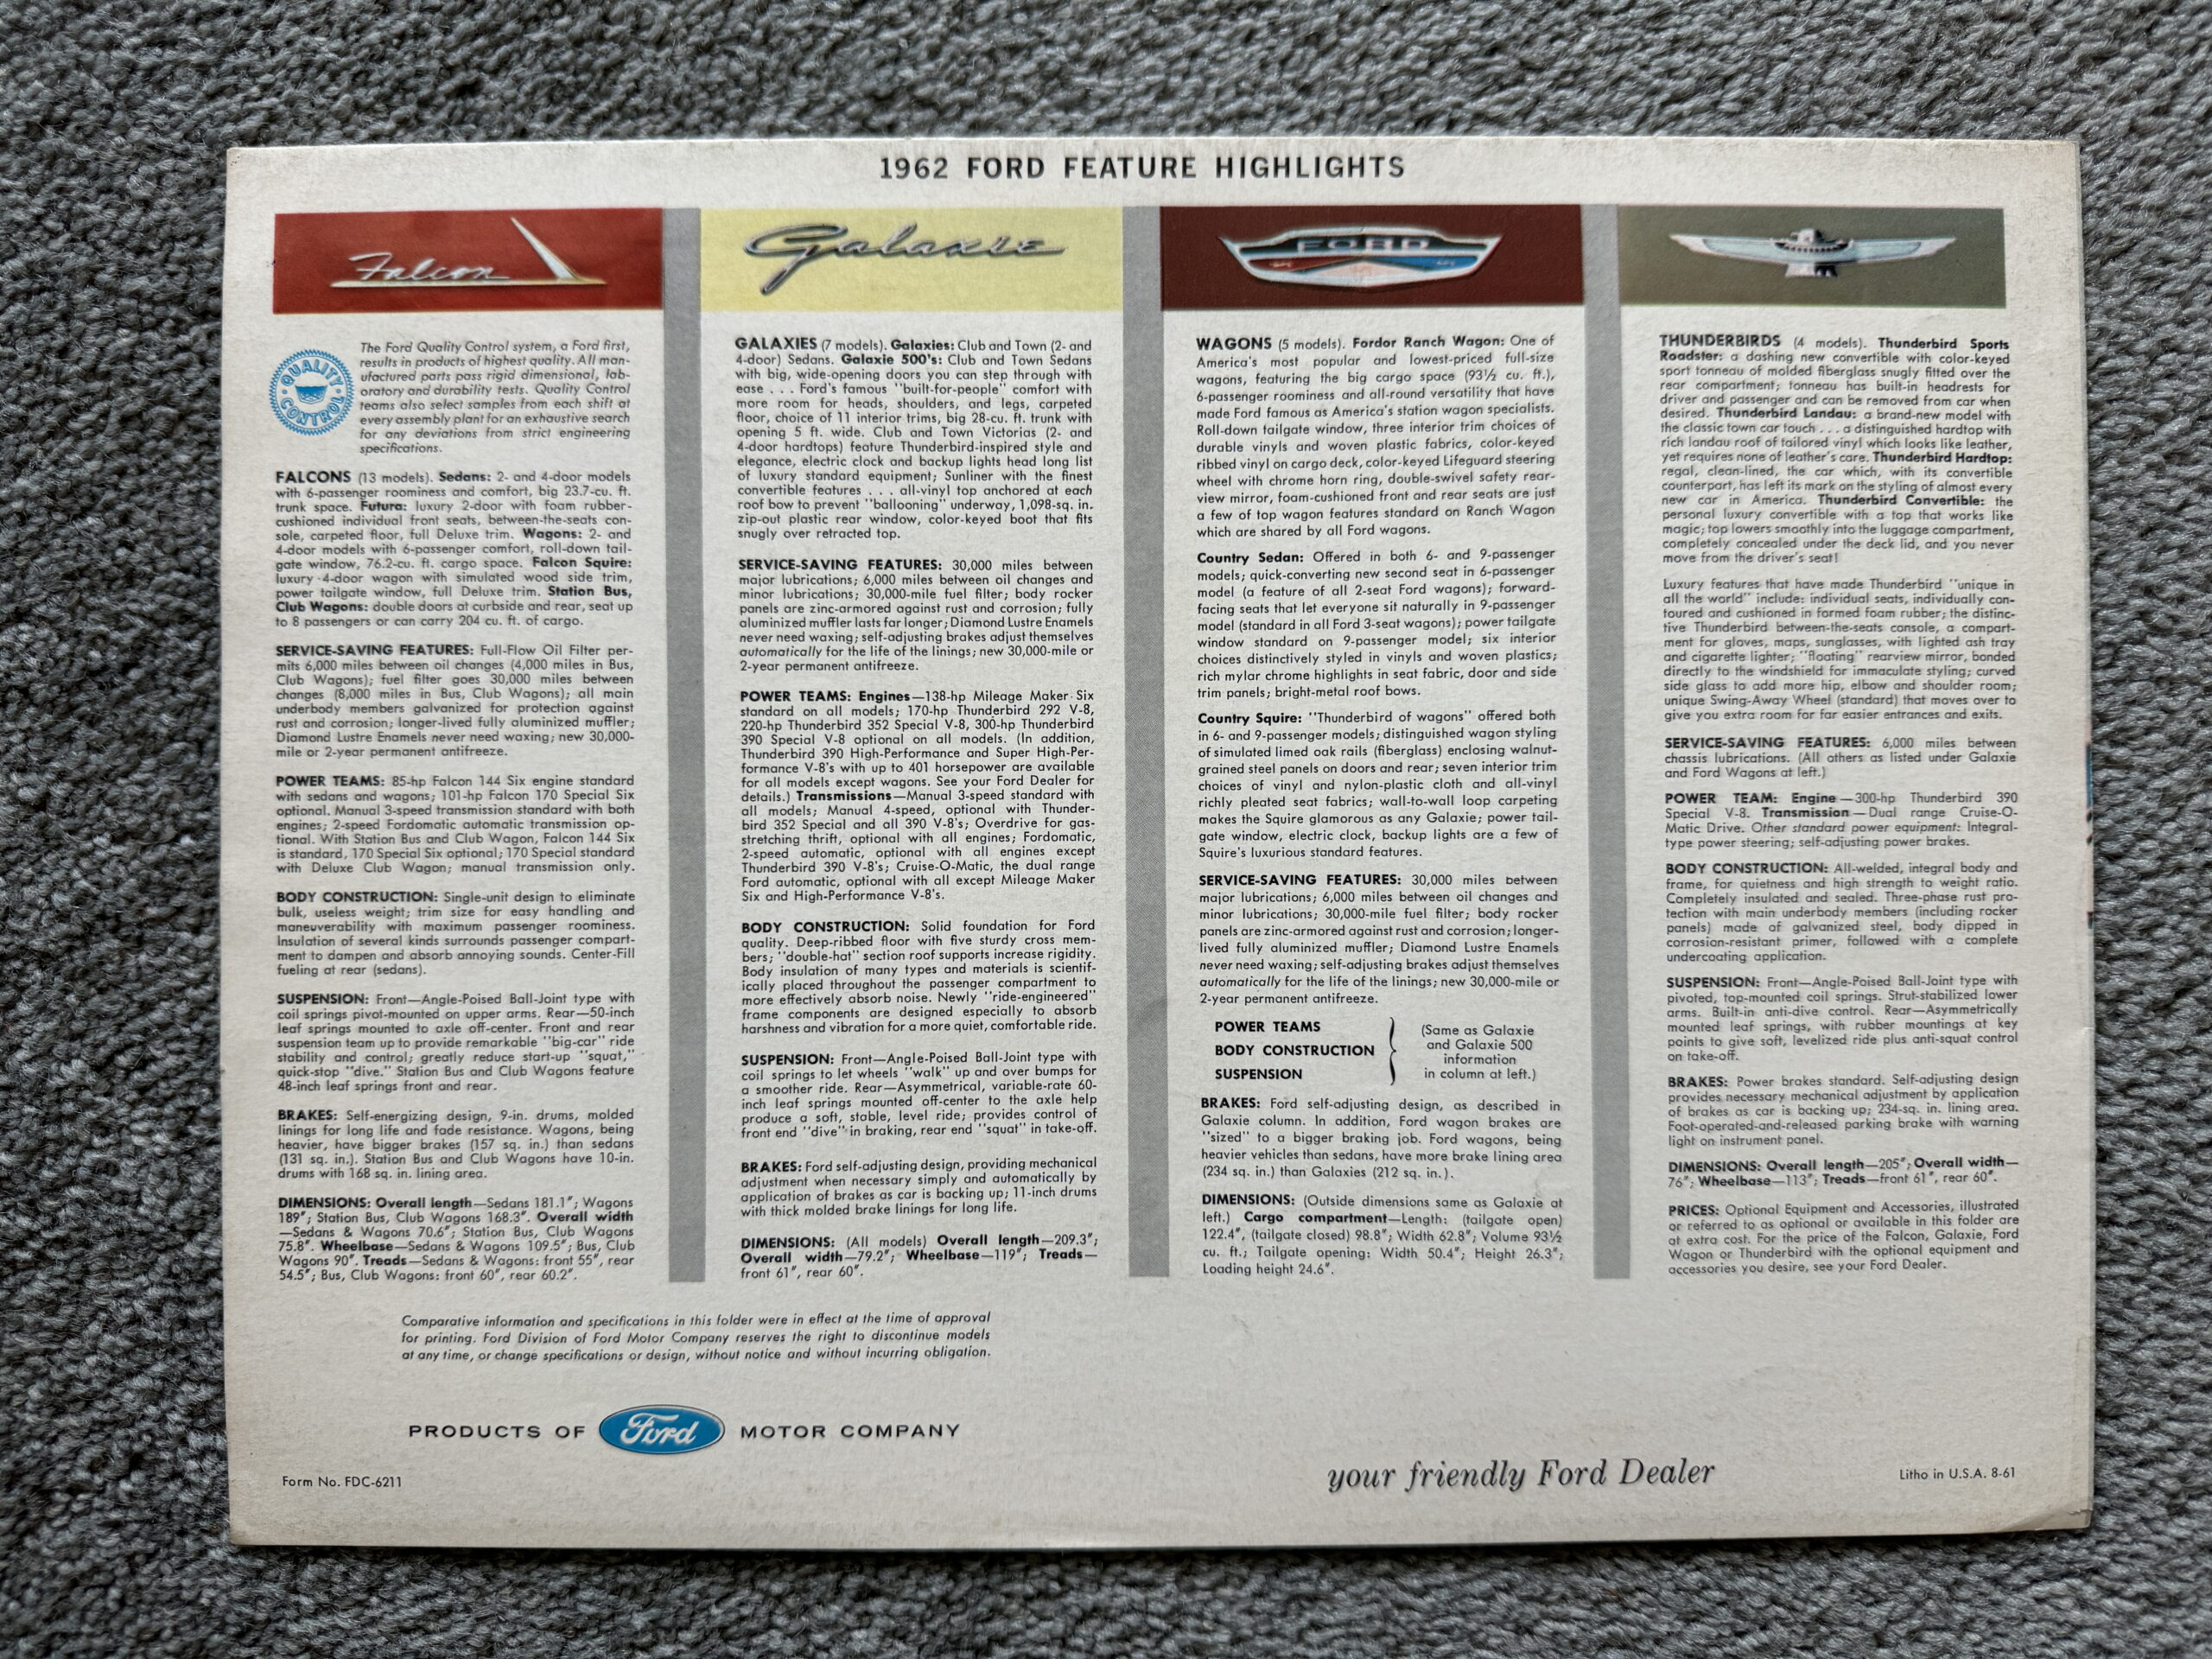 1962 FORD FEATURE HIGHLIGHTS
Falcon
QUALITY CONTROL
The Ford Quality Control system, a Ford first,
results in products of highest quality. All man-
ufactured parts pass rigid dimensional, lab-
oratory and durability tests. Quality Control
teams also select samples from each shift at
every assembly plant for an exhaustive search
for any deviations from strict engineering
specifications.
FALCONS (13 models). Sedans: 2- and 4-door models
with 6-passenger roominess and comfort, big 23.7-cu. ft.
trunk space. Futura: luxury 2-door with foam rubber-
cushioned individual front seats, between-the-seats con-
sole, carpeted floor, full Deluxe trim. Wagons: 2- and
4-door models with 6-passenger comfort, roll-down tail-
gate window, 76.2-cu. ft. cargo space. Falcon Squire:
luxury 4-door wagon with simulated wood side trim,
power tailgate window, full Deluxe trim. Station Bus,
Club Wagons: double doors at curbside and rear, seat up
to 8 passengers or can carry 204 cu. ft. of cargo.
SERVICE-SAVING FEATURES: Full-Flow Oil Filter per-
mits 6,000 miles between oil changes (4,000 miles in Bus,
Club Wagons); fuel filter goes 30,000 miles between
changes (8,000 miles in Bus, Club Wagons); all main
underbody members galvanized for protection against
rust and corrosion; longer-lived fully aluminized muffler;
Diamond Lustre Enamels never need waxing; new 30,000-
mile or 2-year permanent antifreeze.
POWER TEAMS: 85-hp Falcon 144 Six engine standard
with sedans and wagons; 101-hp Falcon 170 Special Six
optional. Manual 3-speed transmission standard with both
engines; 2-speed Fordomatic automatic transmission op-
tional. With Station Bus and Club Wagon, Falcon 144 Six
is standard, 170 Special Six optional; 170 Special standard
with Deluxe Club Wagon; manual transmission only.
BODY CONSTRUCTION: Single-unit design to eliminate
bulk, useless weight; trim size for easy handling and
maneuverability with maximum passenger roominess.
Insulation of several kinds surrounds passenger compart-
ment to dampen and absorb annoying sounds. Center-Fill
fueling at rear (sedans).
SUSPENSION: Front—Angle-Poised Ball-Joint type with
coil springs pivot-mounted on upper arms. Rear—50-inch
leaf springs mounted to axle off-center. Front and rear
suspension team up to provide remarkable "big-car" ride
stability and control; greatly reduce start-up "squat,"
quick-stop "dive." Station Bus and Club Wagons feature
48-inch leaf springs front and rear.
BRAKES: Self-energizing design, 9-in. drums, molded
linings for long life and fade resistance. Wagons, being
heavier, have bigger brakes (157 sq. in.) than sedans
(131 sq. in.). Station Bus and Club Wagons have 10-in.
drums with 168 sq. in. lining area.
DIMENSIONS: Overall length—Sedans 181.1"; Wagons
189"; Station Bus, Club Wagons 168.3". Overall width
—Sedans & Wagons 70.6"; Station Bus, Club Wagons
75.8". Wheelbase—Sedans & Wagons 109.5"; Bus, Club
Wagons 90". Treads—Sedans & Wagons: front 55", rear
54.5"; Bus, Club Wagons: front 60", rear 60.2".
Galaxie
GALAXIES (7 models). Galaxies: Club and Town (2- and
4-door) Sedans. Galaxie 500's: Club and Town Sedans
with big, wide-opening doors you can step through with
ease . . . Ford's famous "built-for-people" comfort with
more room for heads, shoulders, and legs, carpeted
floor, choice of 11 interior trims, big 28-cu. ft. trunk with
opening 5 ft. wide. Club and Town Victorias (2- and
4-door hardtops) feature Thunderbird-inspired style and
elegance, electric clock and backup lights head long list
of luxury standard equipment; Sunliner with the finest
convertible features . . . all-vinyl top anchored at each
roof bow to prevent "ballooning" underway, 1,098-sq. in.
zip-out plastic rear window, color-keyed boot that fits
snugly over retracted top.
SERVICE-SAVING FEATURES: 30,000 miles between
major lubrications; 6,000 miles between oil changes and
minor lubrications; 30,000-mile fuel filter; body rocker
panels are zinc-armored against rust and corrosion; fully
aluminized muffler lasts far longer; Diamond Lustre Enamels
never need waxing; self-adjusting brakes adjust themselves
automatically for the life of the linings; new 30,000-mile or
2-year permanent antifreeze.
POWER TEAMS: Engines—138-hp Mileage Maker Six
standard on all models; 170-hp Thunderbird 292 V-8,
220-hp Thunderbird 352 Special V-8, 300-hp Thunderbird
390 Special V-8 optional on all models. (In addition,
Thunderbird 390 High-Performance and Super High-Per-
formance V-8's with up to 401 horsepower are available
for all models except wagons. See your Ford Dealer for
details.) Transmissions—Manual 3-speed standard with
all models; Manual 4-speed, optional with Thunder-
bird 352 Special and all 390 V-8's; Overdrive for gas-
stretching thrift, optional with all engines; Fordomatic,
2-speed automatic, optional with all engines except
Thunderbird 390 V-8's; Cruise-O-Matic, the dual range
Ford automatic, optional with all except Mileage Maker
Six and High-Performance V-8's.
BODY CONSTRUCTION: Solid foundation for Ford
quality. Deep-ribbed floor with five sturdy cross mem-
bers; "double-hat" section roof supports increase rigidity.
Body insulation of many types and materials is scientif-
ically placed throughout the passenger compartment to
more effectively absorb noise. Newly "ride-engineered"
frame components are designed especially to absorb
harshness and vibration for a more quiet, comfortable ride.
SUSPENSION: Front—Angle-Poised Ball-Joint type with
coil springs to let wheels "walk" up and over bumps for
a smoother ride. Rear—Asymmetrical, variable-rate 60-
inch leaf springs mounted off-center to the axle help
produce a soft, stable, level ride; provides control of
front end "dive" in braking, rear end "squat" in take-off.
BRAKES: Ford self-adjusting design, providing mechanical
adjustment when necessary simply and automatically by
application of brakes as car is backing up; 11-inch drums
with thick molded brake linings for long life.
DIMENSIONS: (All models) Overall length—209.3";
Overall width—79.2"; Wheelbase—119"; Treads—
front 61", rear 60".
FORD
WAGONS (5 models). Fordor Ranch Wagon: One of
America's most popular and lowest-priced full-size
wagons, featuring the big cargo space (93½ cu. ft.),
6-passenger roominess and all-round versatility that have
made Ford famous as America's station wagon specialists.
Roll-down tailgate window, three interior trim choices of
durable vinyls and woven plastic fabrics, color-keyed
ribbed vinyl on cargo deck, color-keyed Lifeguard steering
wheel with chrome horn ring, double-swivel safety rear-
view mirror, foam-cushioned front and rear seats are just
a few of top wagon features standard on Ranch Wagon
which are shared by all Ford wagons.
Country Sedan: Offered in both 6- and 9-passenger
models; quick-converting new second seat in 6-passenger
model (a feature of all 2-seat Ford wagons); forward-
facing seats that let everyone sit naturally in 9-passenger
model (standard in all Ford 3-seat wagons); power tailgate
window standard on 9-passenger model; six interior
choices distinctively styled in vinyls and woven plastics;
rich mylar chrome highlights in seat fabric, door and side
trim panels; bright-metal roof bows.
Country Squire: "Thunderbird of wagons" offered both
in 6- and 9-passenger models; distinguished wagon styling
of simulated limed oak rails (fiberglass) enclosing walnut-
grained steel panels on doors and rear; seven interior trim
choices of vinyl and nylon-plastic cloth and all-vinyl
richly pleated seat fabrics; wall-to-wall loop carpeting
makes the Squire glamorous as any Galaxie; power tail-
gate window, electric clock, backup lights are a few of
Squire's luxurious standard features.
SERVICE-SAVING FEATURES: 30,000 miles between
major lubrications; 6,000 miles between oil changes and
minor lubrications; 30,000-mile fuel filter; body rocker
panels are zinc-armored against rust and corrosion; longer-
lived fully aluminized muffler; Diamond Lustre Enamels
never need waxing; self-adjusting brakes adjust themselves
automatically for the life of the linings; new 30,000-mile or
2-year permanent antifreeze.
POWER TEAMS
BODY CONSTRUCTION
SUSPENSION
(Same as Galaxie
and Galaxie 500
information
in column at left.)
BRAKES: Ford self-adjusting design, as described in
Galaxie column. In addition, Ford wagon brakes are
"sized" to a bigger braking job. Ford wagons, being
heavier vehicles than sedans, have more brake lining area
(234 sq. in.) than Galaxies (212 sq. in.).
DIMENSIONS: (Outside dimensions same as Galaxie at
left.) Cargo compartment—Length: (tailgate open)
122.4", (tailgate closed) 98.8"; Width 62.8"; Volume 93½
cu. ft.; Tailgate opening: Width 50.4"; Height 26.3";
Loading height 24.6".
THUNDERBIRDS (4 models). Thunderbird Sports
Roadster: a dashing new convertible with color-keyed
sport tonneau of molded fiberglass snugly fitted over the
rear compartment; tonneau has built-in headrests for
driver and passenger and can be removed from car when
desired. Thunderbird Landau: a brand-new model with
the classic town car touch . . . a distinguished hardtop with
rich landau roof of tailored vinyl which looks like leather,
yet requires none of leather's care. Thunderbird Hardtop:
regal, clean-lined, the car which, with its convertible
counterpart, has left its mark on the styling of almost every
new car in America. Thunderbird Convertible: the
personal luxury convertible with a top that works like
magic; top lowers smoothly into the luggage compartment,
completely concealed under the deck lid, and you never
move from the driver's seat!
Luxury features that have made Thunderbird "unique in
all the world" include: individual seats, individually con-
toured and cushioned in formed foam rubber; the distinc-
tive Thunderbird between-the-seats console, a compart-
ment for gloves, maps, sunglasses, with lighted ash tray
and cigarette lighter; "floating" rearview mirror, bonded
directly to the windshield for immaculate styling; curved
side glass to add more hip, elbow and shoulder room;
unique Swing-Away Wheel (standard) that moves over to
give you extra room for far easier entrances and exits.
SERVICE-SAVING FEATURES: 6,000 miles between
chassis lubrications. (All others as listed under Galaxie
and Ford Wagons at left.)
POWER TEAM: Engine—300-hp Thunderbird 390
Special V-8. Transmission—Dual range Cruise-O-
Matic Drive. Other standard power equipment: Integral-
type power steering; self-adjusting power brakes.
BODY CONSTRUCTION: All-welded, integral body and
frame, for quietness and high strength to weight ratio.
Completely insulated and sealed. Three-phase rust pro-
tection with main underbody members (including rocker
panels) made of galvanized steel, body dipped in
corrosion-resistant primer, followed with a complete
undercoating application.
SUSPENSION: Front—Angle-Poised Ball-Joint type with
pivoted, top-mounted coil springs. Strut-stabilized lower
arms. Built-in anti-dive control. Rear—Asymmetrically
mounted leaf springs, with rubber mountings at key
points to give soft, levelized ride plus anti-squat control
on take-off.
BRAKES: Power brakes standard. Self-adjusting design
provides necessary mechanical adjustment by application
of brakes as car is backing up; 234-sq. in. lining area.
Foot-operated-and-released parking brake with warning
light on instrument panel.
DIMENSIONS: Overall length—205"; Overall width—
76"; Wheelbase—113"; Treads—front 61", rear 60".
PRICES: Optional Equipment and Accessories, illustrated
or referred to as optional or available in this folder are
at extra cost. For the price of the Falcon, Galaxie, Ford
Wagon or Thunderbird with the optional equipment and
accessories you desire, see your Ford Dealer.
Comparative information and specifications in this folder were in effect at the time of approval
for printing. Ford Division of Ford Motor Company reserves the right to discontinue models
at any time, or change specifications or design, without notice and without incurring obligation.
PRODUCTS OF Ford MOTOR COMPANY
Form No. FDC-6211
your friendly Ford Dealer
Litho in U.S.A. 8-61